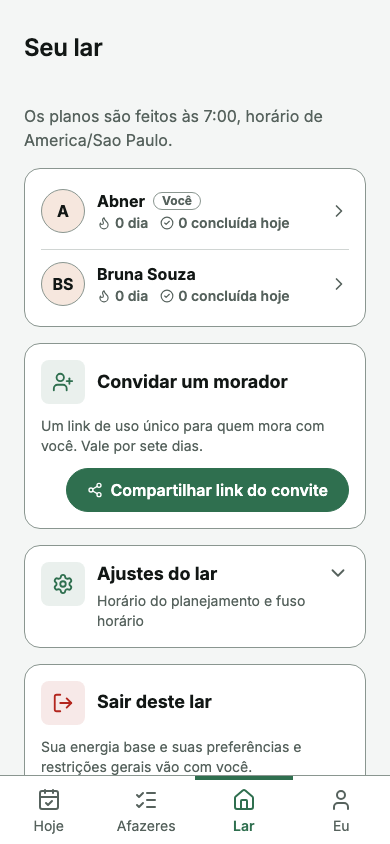 Seu lar
Os planos são feitos às 7:00, horário de
America/Sao Paulo.
A
Abner
Você
0 dia
0 concluída hoje
BS
Bruna Souza
0 dia
0 concluída hoje
Convidar um morador
Um link de uso único para quem mora com
você. Vale por sete dias.
Compartilhar link do convite
Ajustes do lar
Horário do planejamento e fuso
horário
Sair deste lar
Sua energia base e suas preferências e
restrições gerais vão com você.
Hoje
Afazeres
Lar
Eu